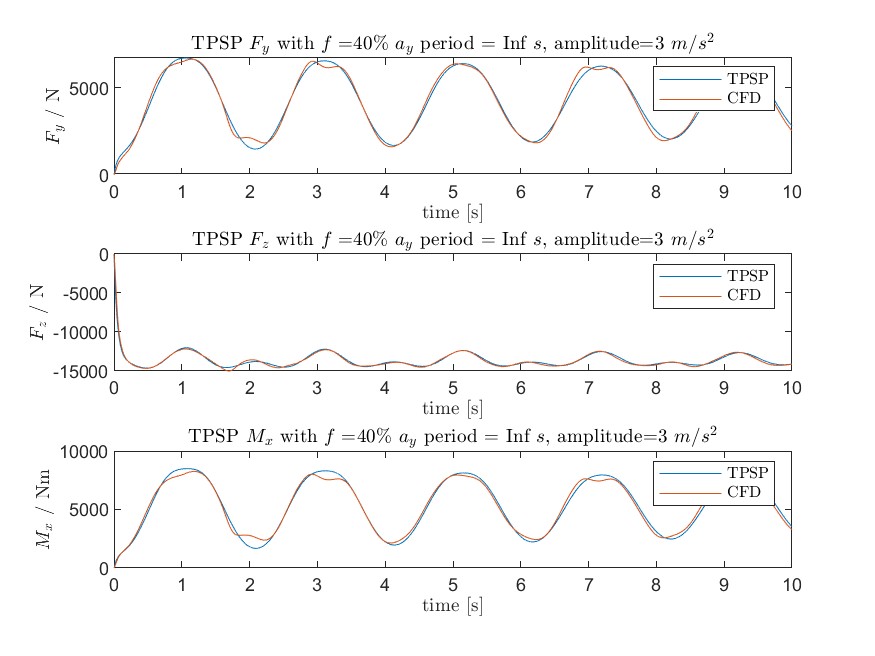 TPSP F_y with f =40% a_y period = Inf s, amplitude=3 m/s^2
F_y / N
5000
0
TPSP
CFD
0 1 2 3 4 5 6 7 8 9 10
time [s]
TPSP F_z with f =40% a_y period = Inf s, amplitude=3 m/s^2
F_z / N
0
-5000
-10000
-15000
TPSP
CFD
0 1 2 3 4 5 6 7 8 9 10
time [s]
TPSP M_x with f =40% a_y period = Inf s, amplitude=3 m/s^2
M_x / Nm
10000
5000
0
TPSP
CFD
0 1 2 3 4 5 6 7 8 9 10
time [s]